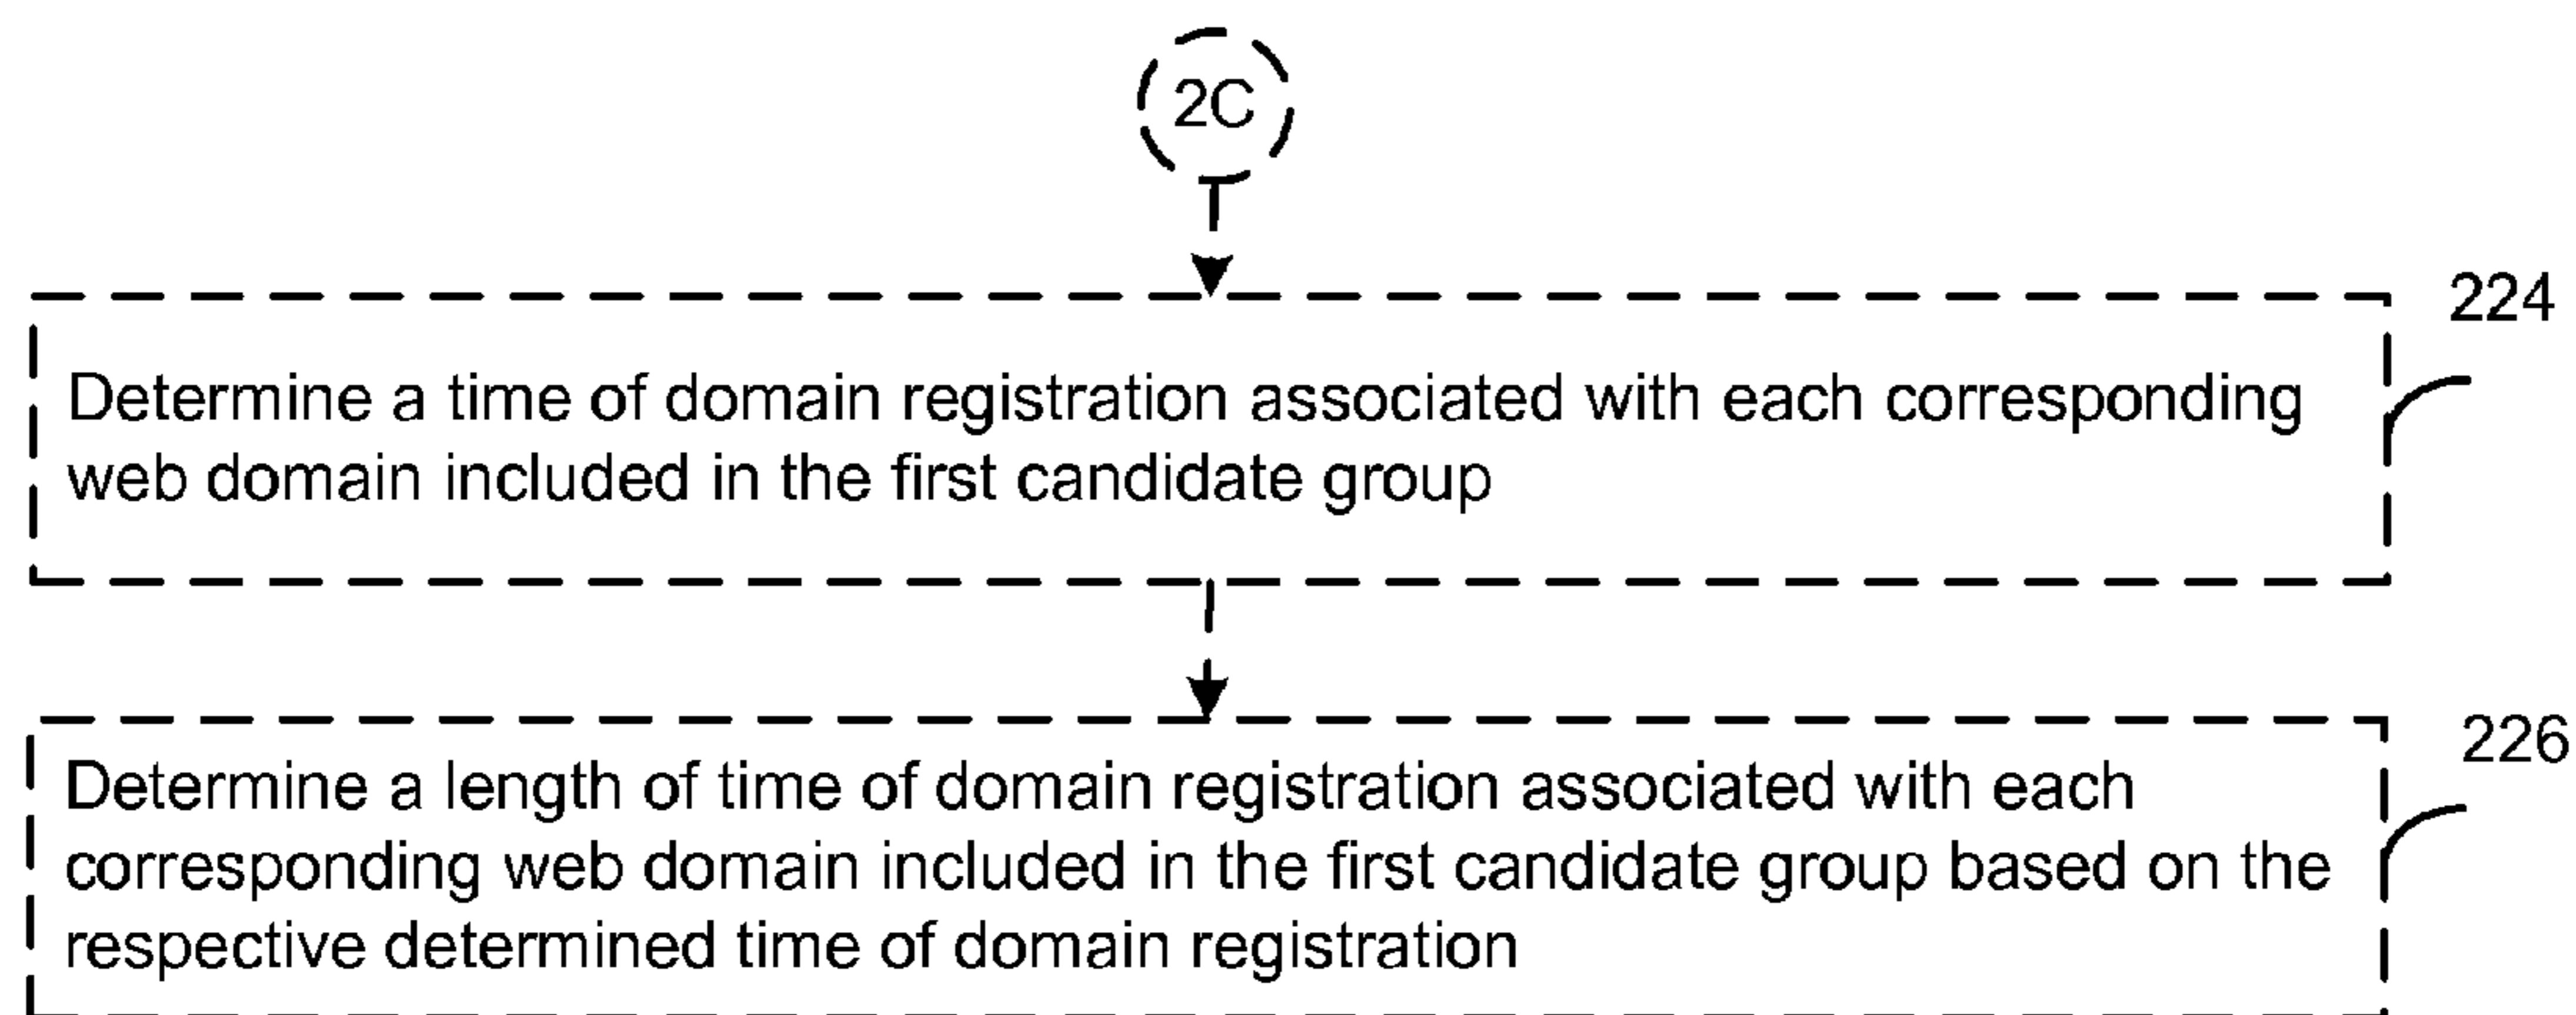 2C
224
Determine a time of domain registration associated with each corresponding
web domain included in the first candidate group
226
Determine a length of time of domain registration associated with each
corresponding web domain included in the first candidate group based on the
respective determined time of domain registration